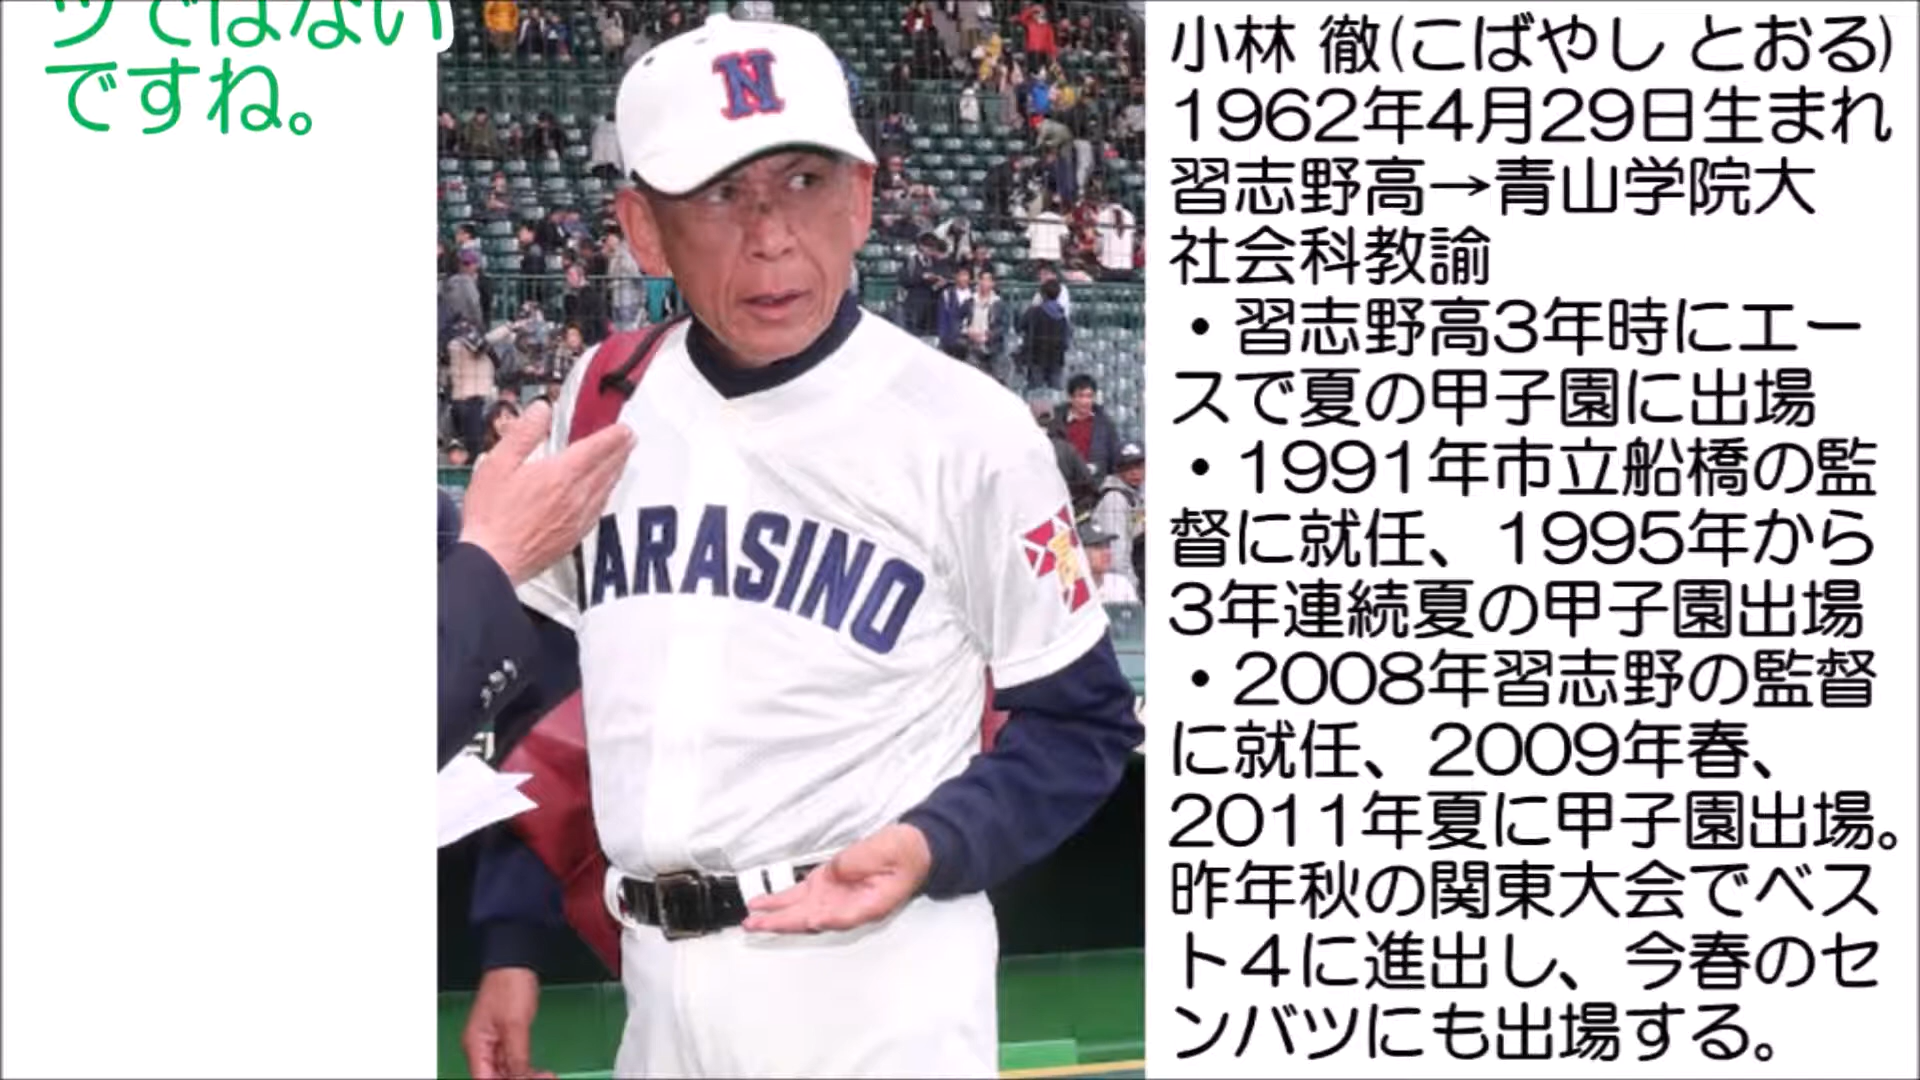 ツではない
ですね。
N
ARASINO
小林 徹(こばやし とおる)
1962年4月29日生まれ
習志野高→青山学院大
社会科教諭
・習志野高3年時にエー
スで夏の甲子園に出場
・1991年市立船橋の監
督に就任、1995年から
3年連続夏の甲子園出場
・2008年習志野の監督
に就任、2009年春、
2011年夏に甲子園出場。
昨年秋の関東大会でベス
ト4に進出し、今春のセ
ンバツにも出場する。